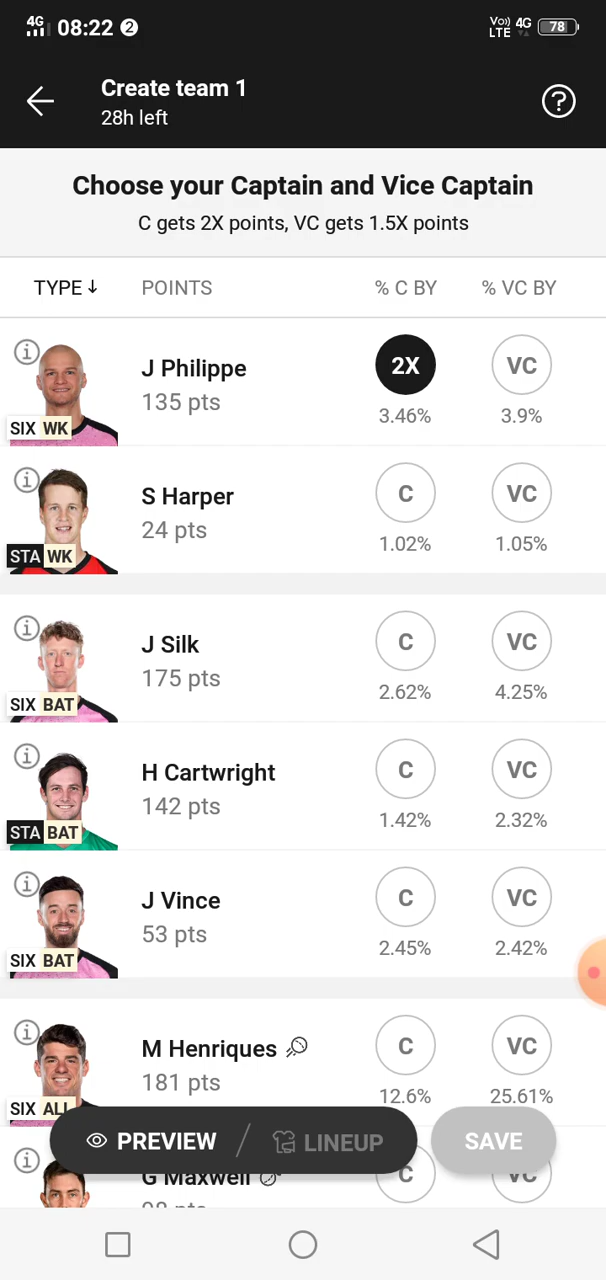 4G 08:22 2 Vo)) LTE 4G 78
Create team 1
28h left
?
Choose your Captain and Vice Captain
C gets 2X points, VC gets 1.5X points
TYPE ↓ POINTS % C BY % VC BY
J Philippe 2X VC
135 pts 3.46% 3.9%
SIX WK
S Harper C VC
24 pts 1.02% 1.05%
STA WK
J Silk C VC
175 pts 2.62% 4.25%
SIX BAT
H Cartwright C VC
142 pts 1.42% 2.32%
STA BAT
J Vince C VC
53 pts 2.45% 2.42%
SIX BAT
M Henriques C VC
181 pts 12.6% 25.61%
SIX ALL
PREVIEW / LINEUP SAVE
G Maxwell C VC